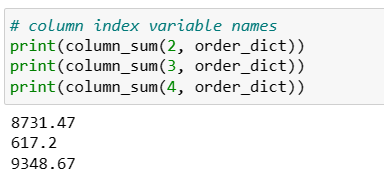 # column index variable names
print(column_sum(2, order_dict))
print(column_sum(3, order_dict))
print(column_sum(4, order_dict))
8731.47
617.2
9348.67